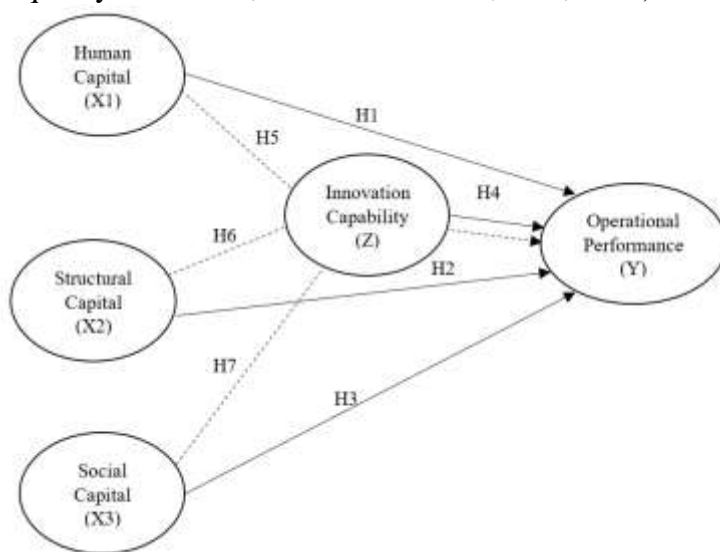 Human
Capital
(X1)
H1
H5
Innovation
Capability
(Z)
H4
Operational
Performance
(Y)
H6
Structural
Capital
(X2)
H2
H7
H3
Social
Capital
(X3)